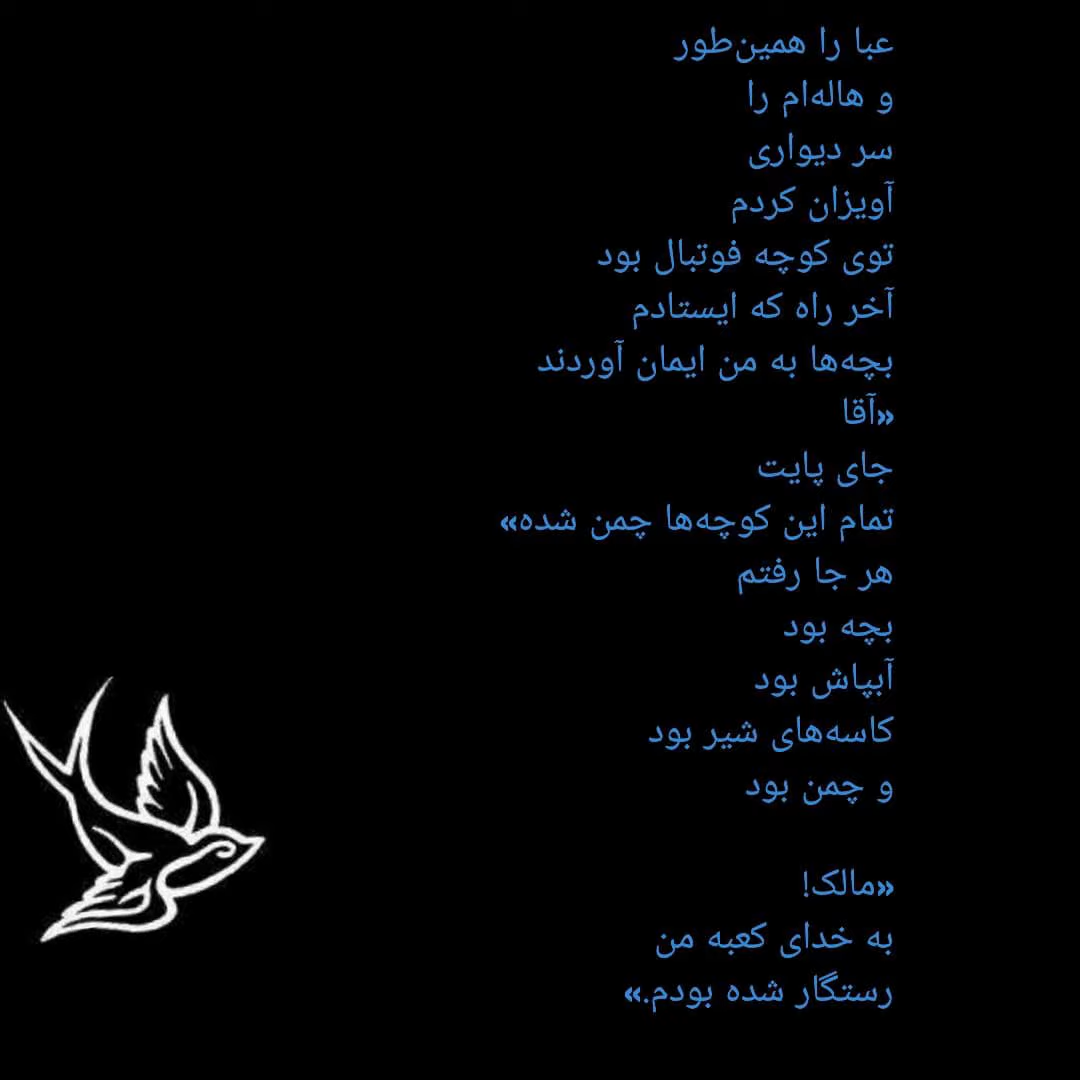 عبا را همین‌طور
و هاله‌ام را
سر دیواری
آویزان کردم
توی کوچه فوتبال بود
آخر راه که ایستادم
بچه‌ها به من ایمان آوردند
«آقا
جای پایت
تمام این کوچه‌ها چمن شده»
هر جا رفتم
بچه بود
آبپاش بود
کاسه‌های شیر بود
و چمن بود
«مالک!
به خدای کعبه من
رستگار شده بودم.»